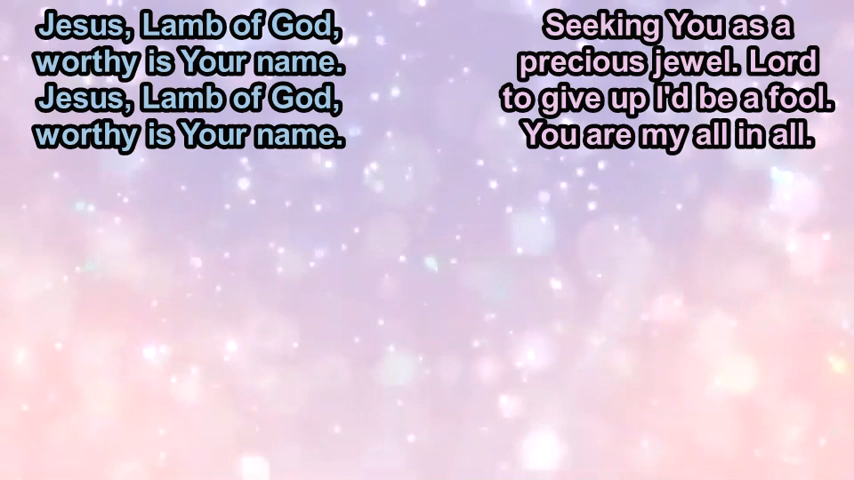 Jesus, Lamb of God,
worthy is Your name.
Jesus, Lamb of God,
worthy is Your name.
Seeking You as a
precious jewel. Lord
to give up I'd be a fool.
You are my all in all.